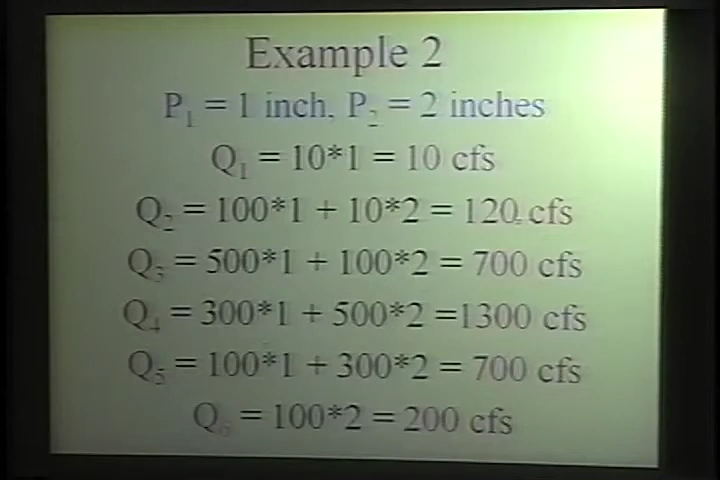 Example 2
P₁ = 1 inch, P₂ = 2 inches
Q₁ = 10*1 = 10 cfs
Q₂ = 100*1 + 10*2 = 120 cfs
Q₃ = 500*1 + 100*2 = 700 cfs
Q₄ = 300*1 + 500*2 =1300 cfs
Q₅ = 100*1 + 300*2 = 700 cfs
Q₆ = 100*2 = 200 cfs